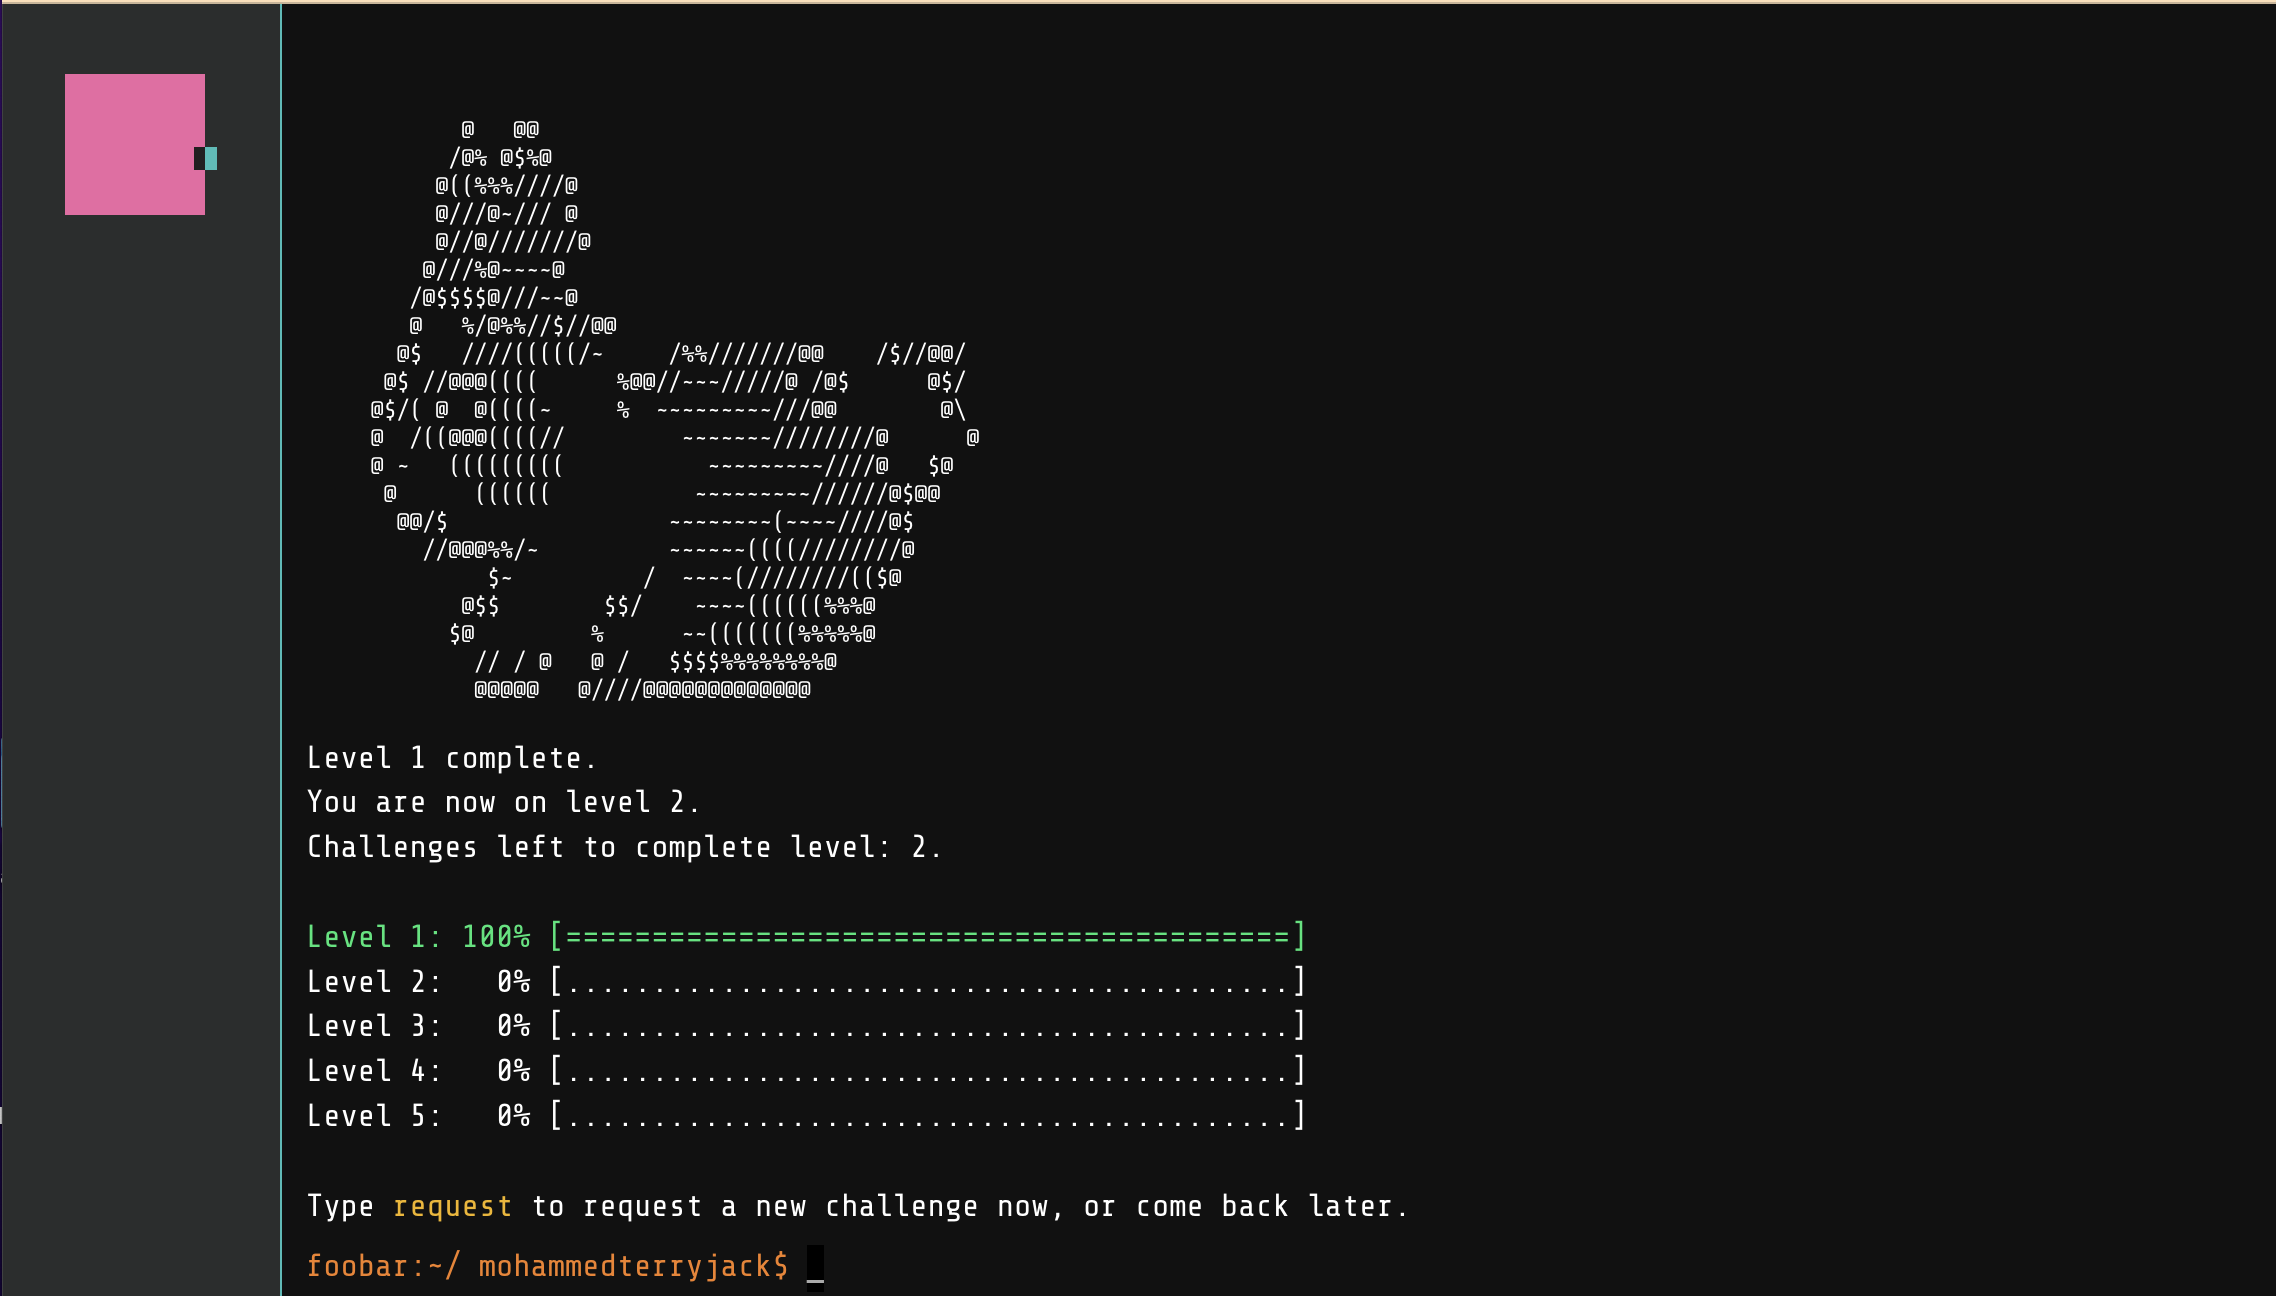 @   @@
           /@% @$%@
          @((%%%////@
          @///@~/// @
          @//@///////@
         @///%@~~~~@
        /@$$$$@///~~@
        @   %/@%%//$//@@
       @$   ////(((((/~     /%%///////@@    /$//@@/
      @$ //@@@((((      %@@//~~~/////@ /@$      @$/
     @$/( @  @((((~     %  ~~~~~~~~~///@@        @\
     @  /((@@@((((//         ~~~~~~~////////@      @
     @ ~   (((((((((           ~~~~~~~~~////@   $@
      @      ((((((           ~~~~~~~~~//////@$@@
       @@/$                 ~~~~~~~~(~~~~////@$
         //@@@%%/~          ~~~~~~((((////////@
              $~          /  ~~~~(////////(($@
            @$$        $$/    ~~~~((((((%%%@
           $@         %      ~~(((((((%%%%%@
             // / @   @ /   $$$$%%%%%%%%@
             @@@@@   @////@@@@@@@@@@@@@
Level 1 complete.
You are now on level 2.
Challenges left to complete level: 2.
Level 1: 100% [==========================================]
Level 2:   0% [..........................................]
Level 3:   0% [..........................................]
Level 4:   0% [..........................................]
Level 5:   0% [..........................................]
Type request to request a new challenge now, or come back later.
foobar:~/ mohammedterryjack$ _